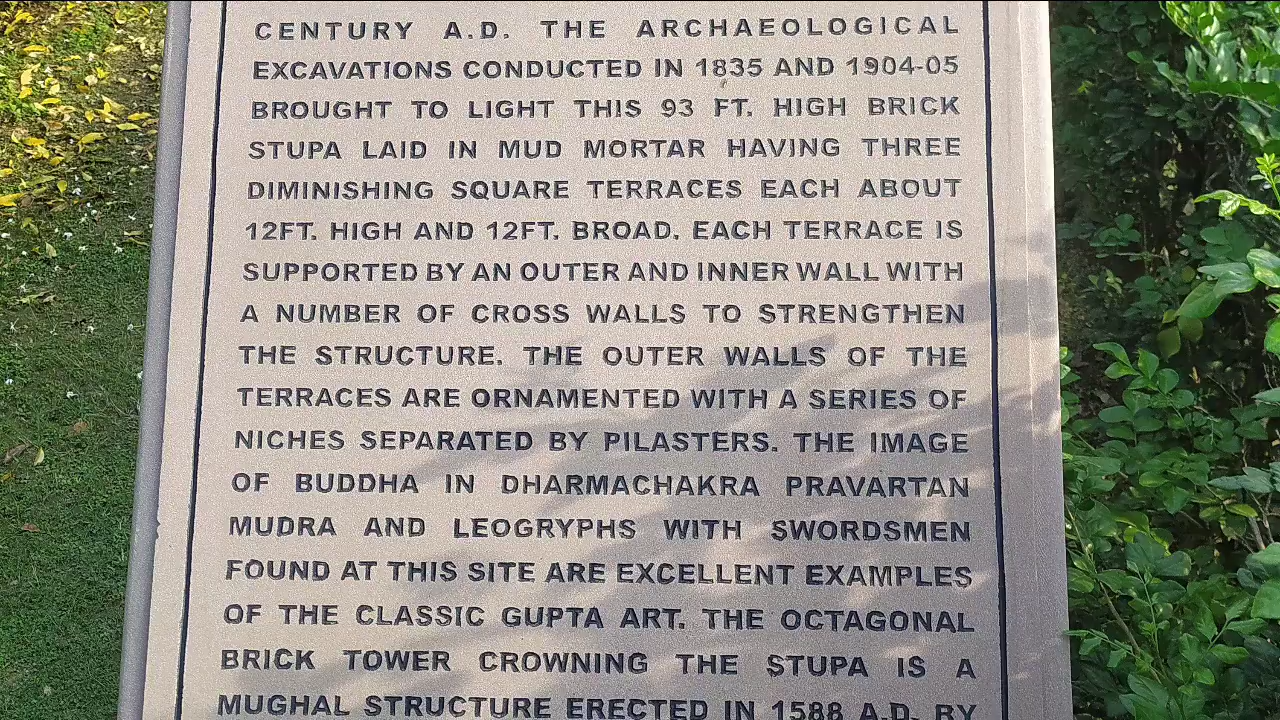 CENTURY A.D. THE ARCHAEOLOGICAL
EXCAVATIONS CONDUCTED IN 1835 AND 1904-05
BROUGHT TO LIGHT THIS 93 FT. HIGH BRICK
STUPA LAID IN MUD MORTAR HAVING THREE
DIMINISHING SQUARE TERRACES EACH ABOUT
12FT. HIGH AND 12FT. BROAD. EACH TERRACE IS
SUPPORTED BY AN OUTER AND INNER WALL WITH
A NUMBER OF CROSS WALLS TO STRENGTHEN
THE STRUCTURE. THE OUTER WALLS OF THE
TERRACES ARE ORNAMENTED WITH A SERIES OF
NICHES SEPARATED BY PILASTERS. THE IMAGE
OF BUDDHA IN DHARMACHAKRA PRAVARTAN
MUDRA AND LEOGRYPHS WITH SWORDSMEN
FOUND AT THIS SITE ARE EXCELLENT EXAMPLES
OF THE CLASSIC GUPTA ART. THE OCTAGONAL
BRICK TOWER CROWNING THE STUPA IS A
MUGHAL STRUCTURE ERECTED IN 1588 A.D. BY